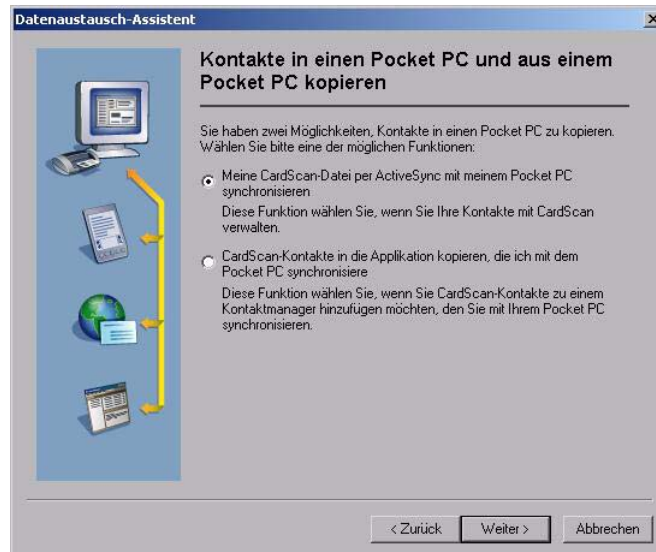 Datenaustausch-Assistent
Kontakte in einen Pocket PC und aus einem
Pocket PC kopieren
Sie haben zwei Möglichkeiten, Kontakte in einen Pocket PC zu kopieren.
Wählen Sie bitte eine der möglichen Funktionen:
Meine CardScan-Datei per ActiveSync mit meinem Pocket PC
synchronisieren
Diese Funktion wählen Sie, wenn Sie Ihre Kontakte mit CardScan
verwalten.
CardScan-Kontakte in die Applikation kopieren, die ich mit dem
Pocket PC synchronisiere
Diese Funktion wählen Sie, wenn Sie CardScan-Kontakte zu einem
Kontaktmanager hinzufügen möchten, den Sie mit Ihrem Pocket PC
synchronisieren.
< Zurück Weiter > Abbrechen